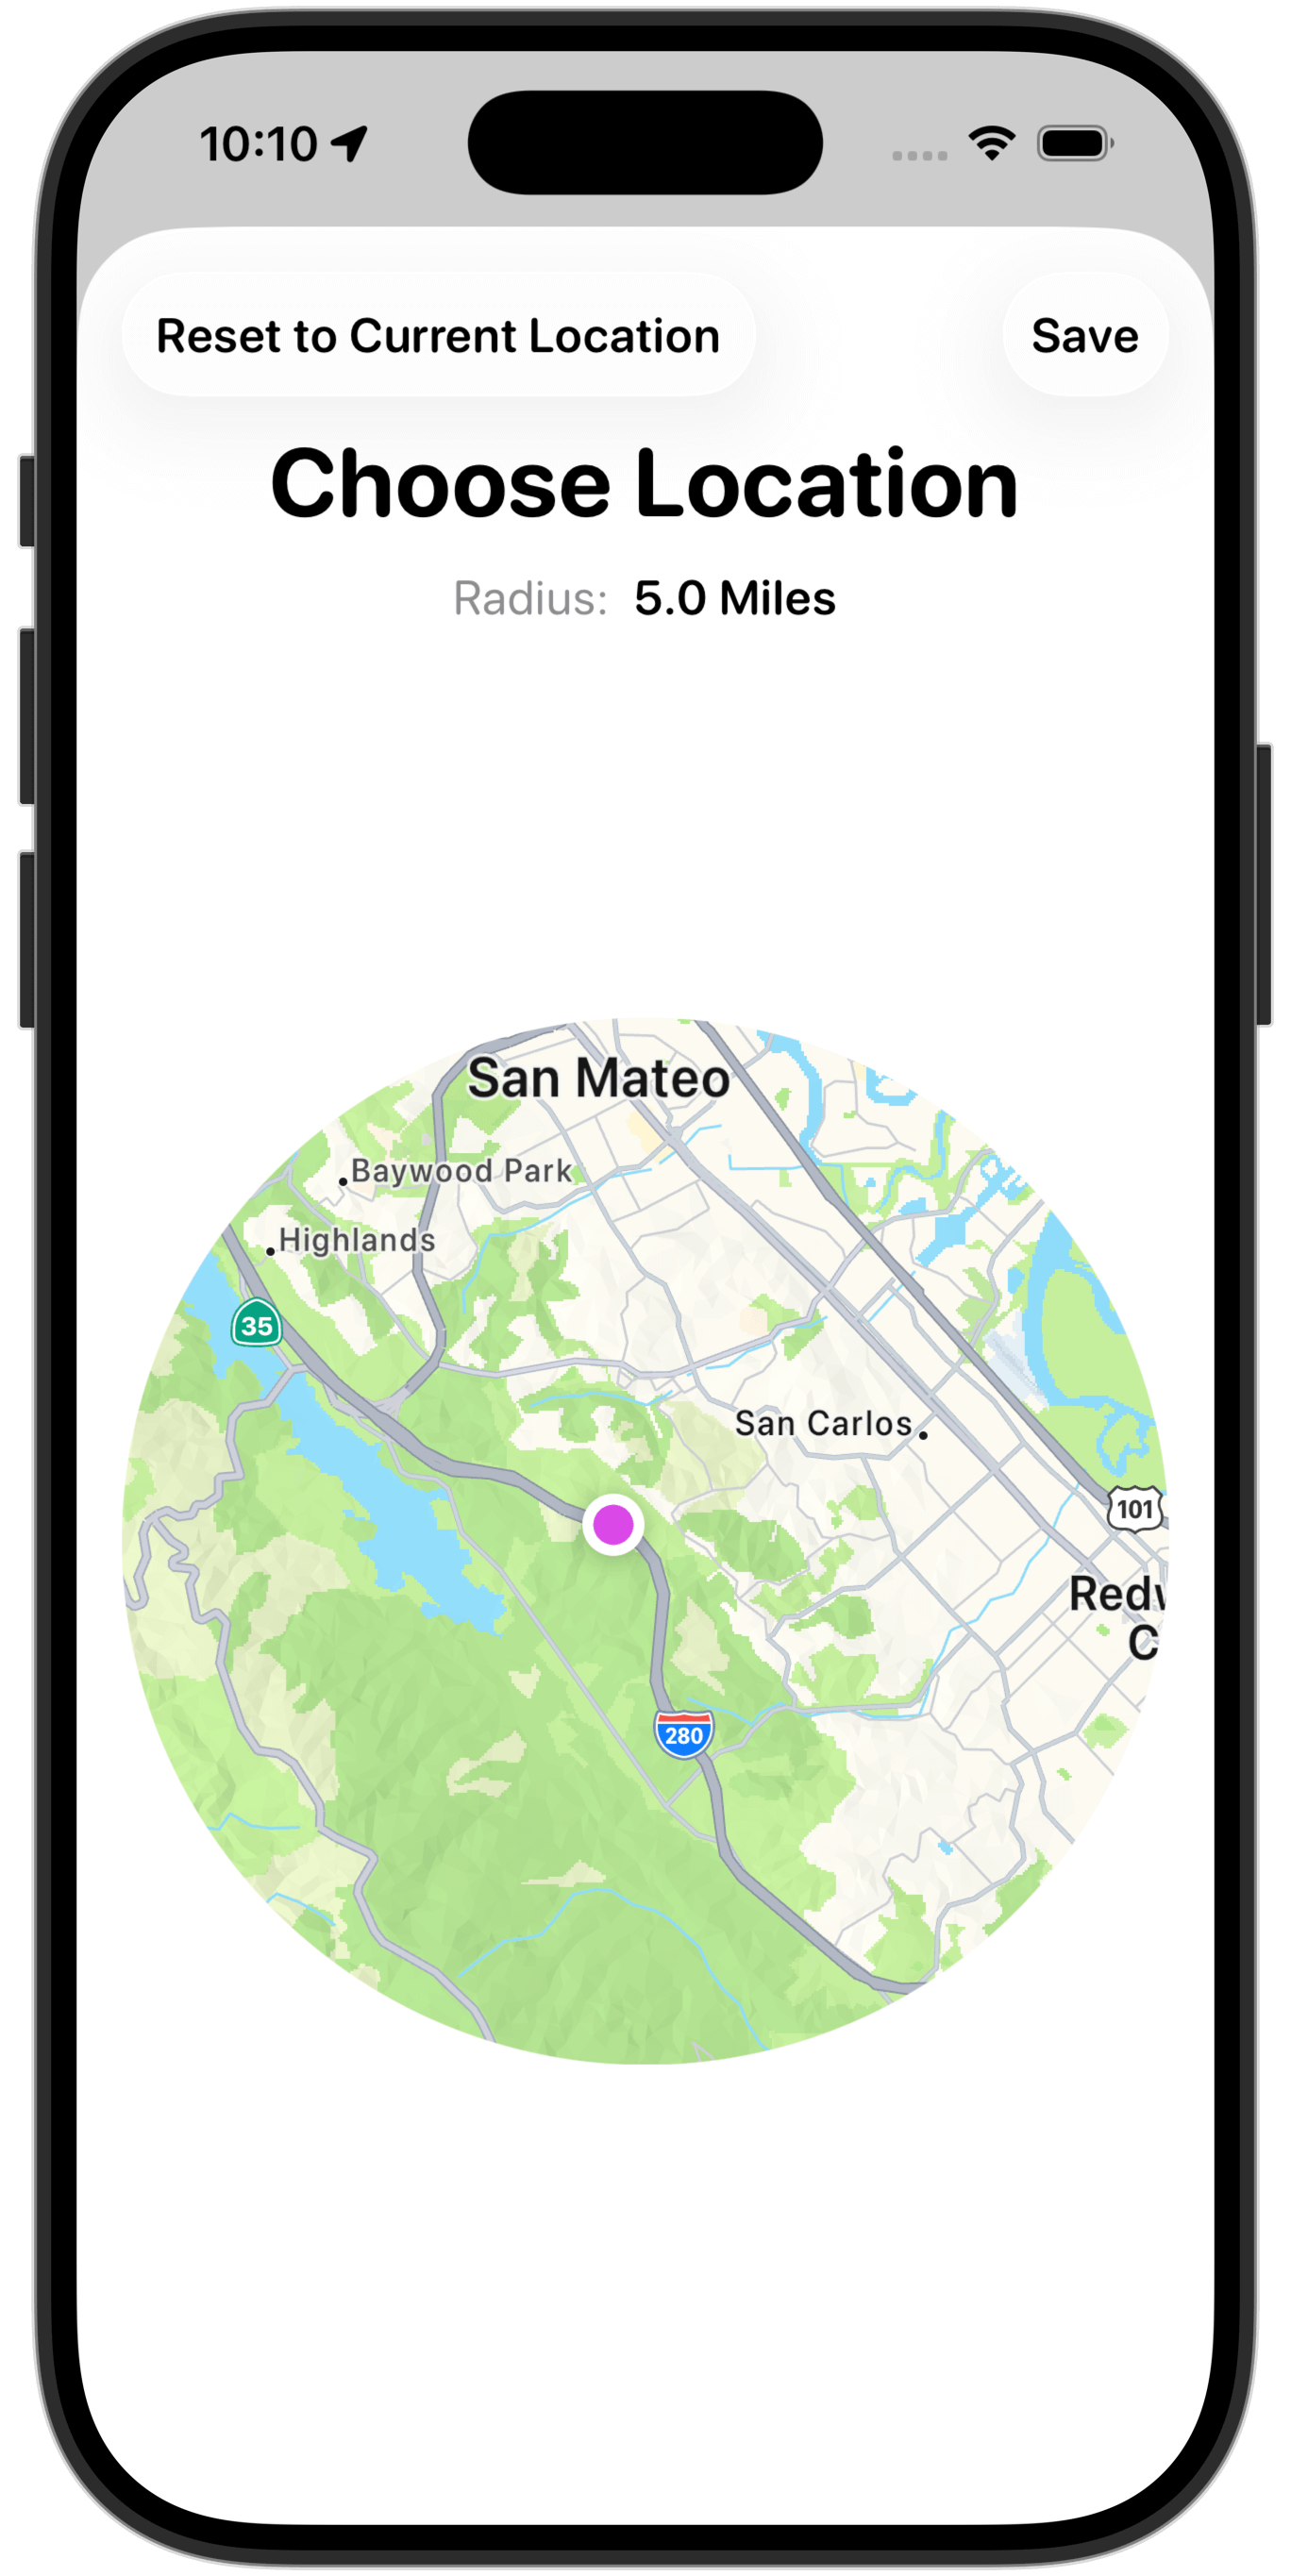 10:10
Reset to Current Location
Save
Choose Location
Radius: 5.0 Miles
San Mateo
Baywood Park
Highlands
35
San Carlos
101
Redw
C
280